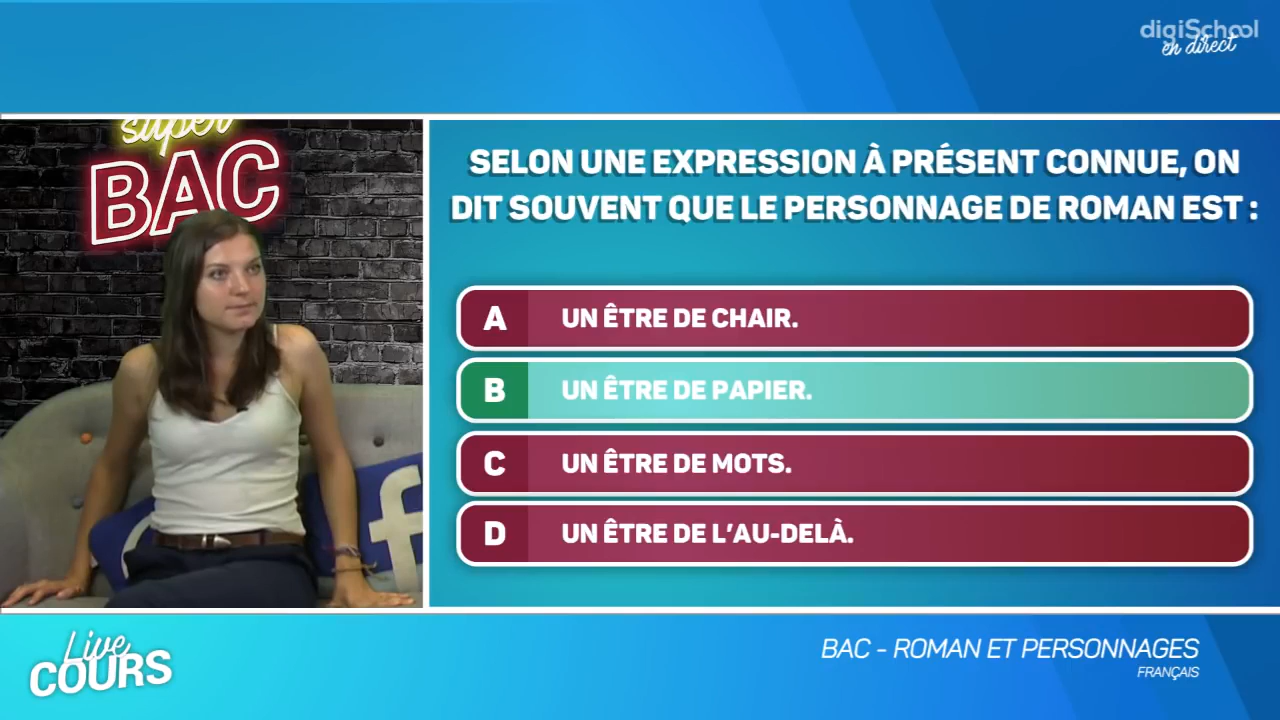 digiSchool
en direct
super
BAC
SELON UNE EXPRESSION À PRÉSENT CONNUE, ON
DIT SOUVENT QUE LE PERSONNAGE DE ROMAN EST :
A UN ÊTRE DE CHAIR.
B UN ÊTRE DE PAPIER.
C UN ÊTRE DE MOTS.
D UN ÊTRE DE L'AU-DELÀ.
f
Live
COURS
BAC - ROMAN ET PERSONNAGES
FRANÇAIS